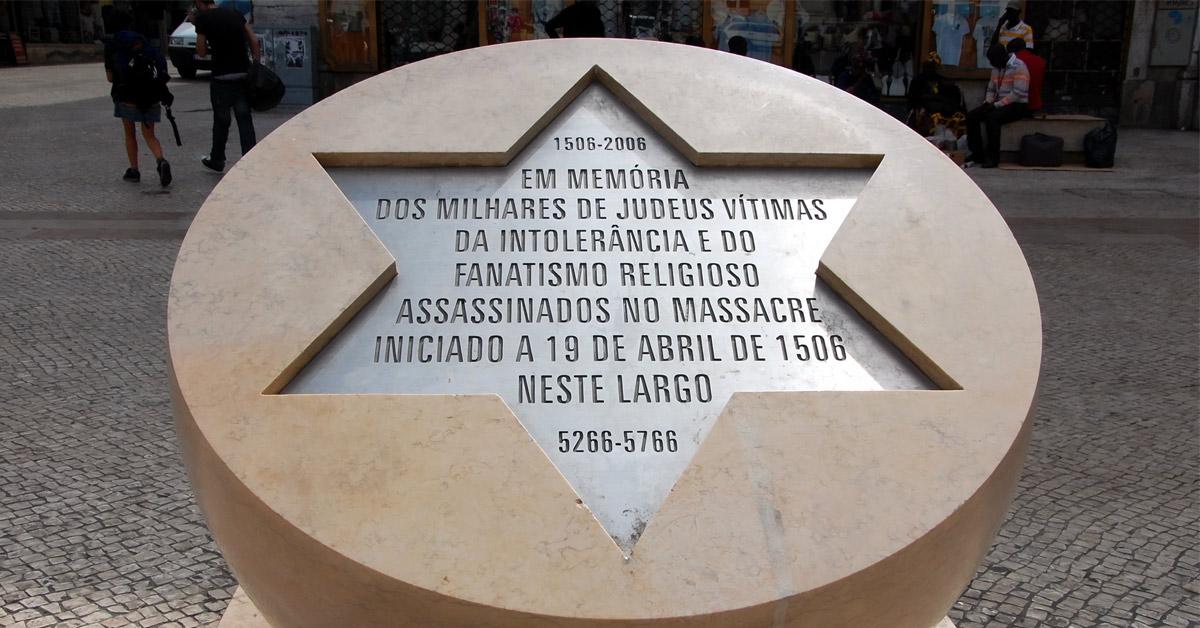 1506-2006
EM MEMÓRIA
DOS MILHARES DE JUDEUS VÍTIMAS
DA INTOLERÂNCIA E DO
FANATISMO RELIGIOSO
ASSASSINADOS NO MASSACRE
INICIADO A 19 DE ABRIL DE 1506
NESTE LARGO
5266-5766